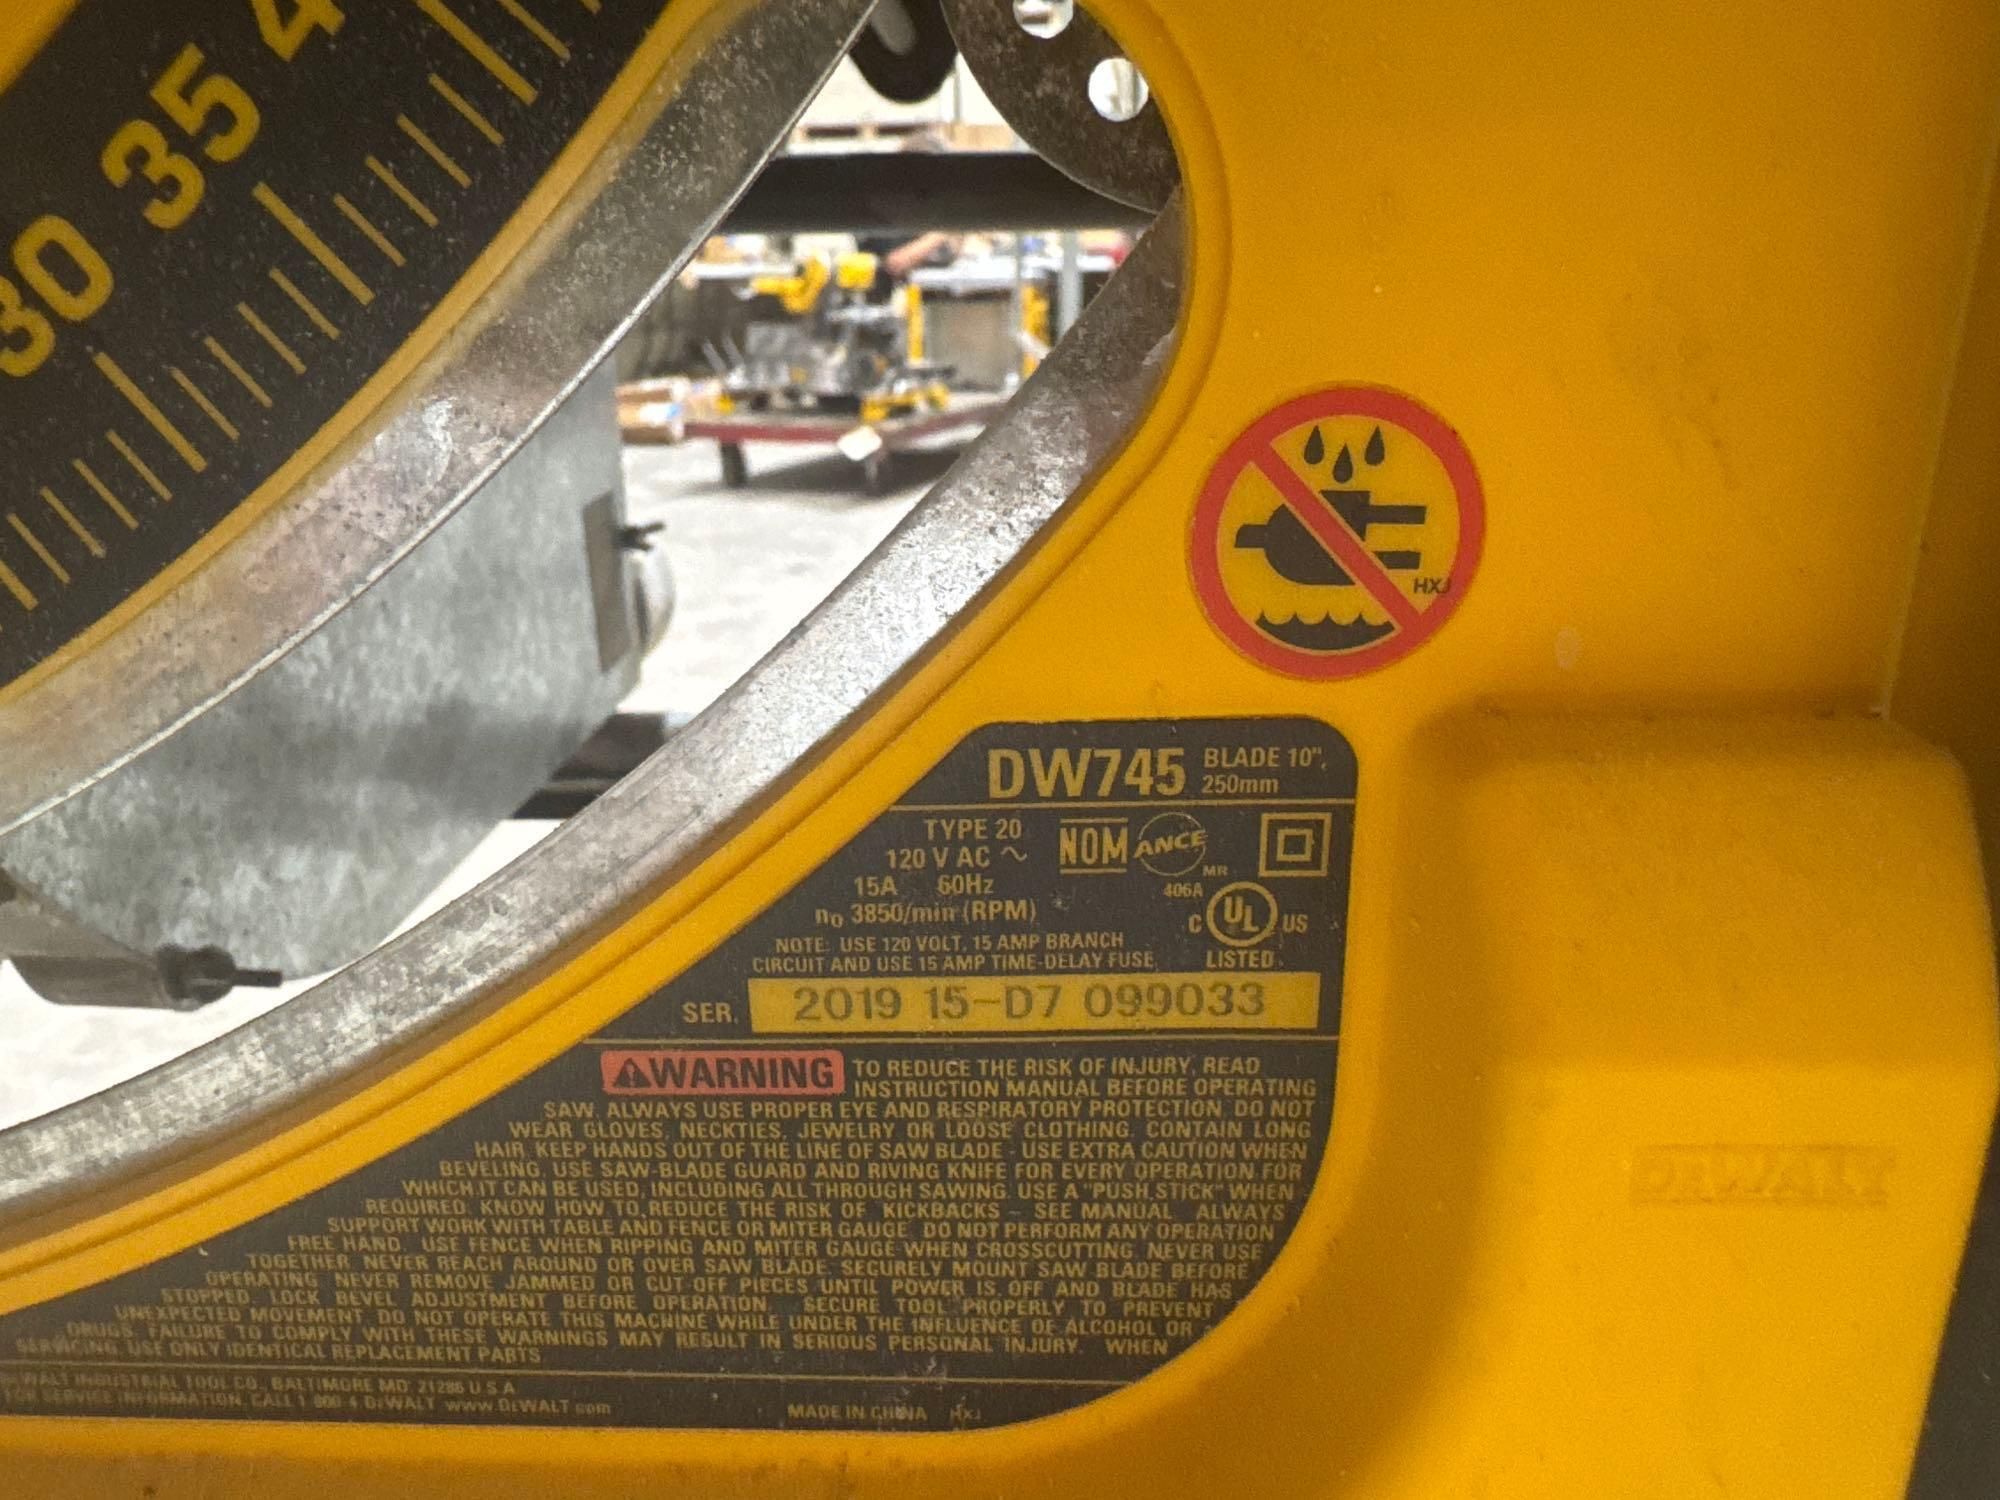 30 35 4
HXJ
DW745 BLADE 10",
250mm
TYPE 20
120 V AC ~
15A 60Hz
n0 3850/min (RPM)
NOM ANCE
MR
406A
C UL US
LISTED
NOTE: USE 120 VOLT, 15 AMP BRANCH
CIRCUIT AND USE 15 AMP TIME-DELAY FUSE
SER. 2019 15-D7 099033
WARNING TO REDUCE THE RISK OF INJURY, READ
INSTRUCTION MANUAL BEFORE OPERATING
SAW. ALWAYS USE PROPER EYE AND RESPIRATORY PROTECTION. DO NOT
WEAR GLOVES, NECKTIES, JEWELRY OR LOOSE CLOTHING. CONTAIN LONG
HAIR. KEEP HANDS OUT OF THE LINE OF SAW BLADE - USE EXTRA CAUTION WHEN
BEVELING. USE SAW-BLADE GUARD AND RIVING KNIFE FOR EVERY OPERATION FOR
WHICH IT CAN BE USED, INCLUDING ALL THROUGH SAWING. USE A "PUSH STICK" WHEN
REQUIRED. KNOW HOW TO REDUCE THE RISK OF KICKBACKS - SEE MANUAL. ALWAYS
SUPPORT WORK WITH TABLE AND FENCE OR MITER GAUGE. DO NOT PERFORM ANY OPERATION
FREE HAND. USE FENCE WHEN RIPPING AND MITER GAUGE WHEN CROSSCUTTING. NEVER USE
TOGETHER. NEVER REACH AROUND OR OVER SAW BLADE. SECURELY MOUNT SAW BEFORE
OPERATING. NEVER REMOVE JAMMED OR CUT OFF PIECES UNTIL POWER IS OFF AND BLADE HAS
STOPPED. LOCK BEVEL ADJUSTMENT BEFORE OPERATION. SECURE TOOL PROPERLY TO PREVENT
UNEXPECTED MOVEMENT. DO NOT OPERATE THIS MACHINE WHILE UNDER THE INFLUENCE OF ALCOHOL OR
DRUGS. FAILURE TO COMPLY WITH THESE WARNINGS MAY RESULT IN SERIOUS PERSONAL INJURY. WHEN
SERVICING, USE ONLY IDENTICAL REPLACEMENT PARTS.
DEWALT INDUSTRIAL TOOL CO., BALTIMORE MD 21286 U.S.A.
FOR SERVICE INFORMATION, CALL 1-800-4-DEWALT www.DEWALT.com
MADE IN CHINA HXJ
DEWALT